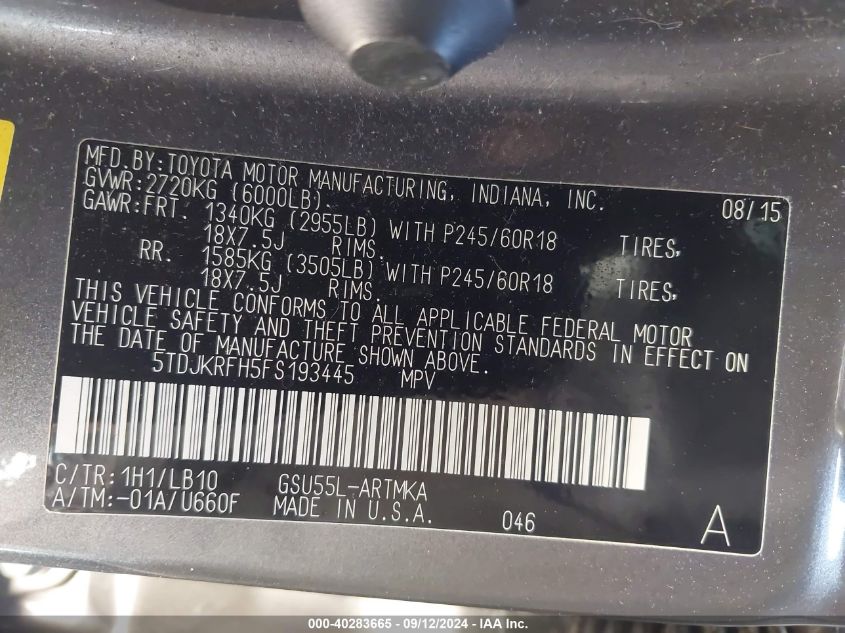 MFD.BY:TOYOTA MOTOR MANUFACTURING, INDIANA, INC. 08/15
GVWR:2720KG (6000LB).
GAWR:FRT. 1340KG (2955LB) WITH P245/60R18 TIRES,
18X7.5J RIMS.
RR. 1585KG (3505LB) WITH P245/60R18 TIRES,
18X7.5J RIMS.
THIS VEHICLE CONFORMS TO ALL APPLICABLE FEDERAL MOTOR
VEHICLE SAFETY AND THEFT PREVENTION STANDARDS IN EFFECT ON
THE DATE OF MANUFACTURE SHOWN ABOVE.
5TDJKRFH5FS193445 MPV
C/TR:1H1/LB10 GSU55L-ARTMKA
A/TM:-01A/U660F MADE IN U.S.A. 046 A
000-40283665 - 09/12/2024 - IAA Inc.